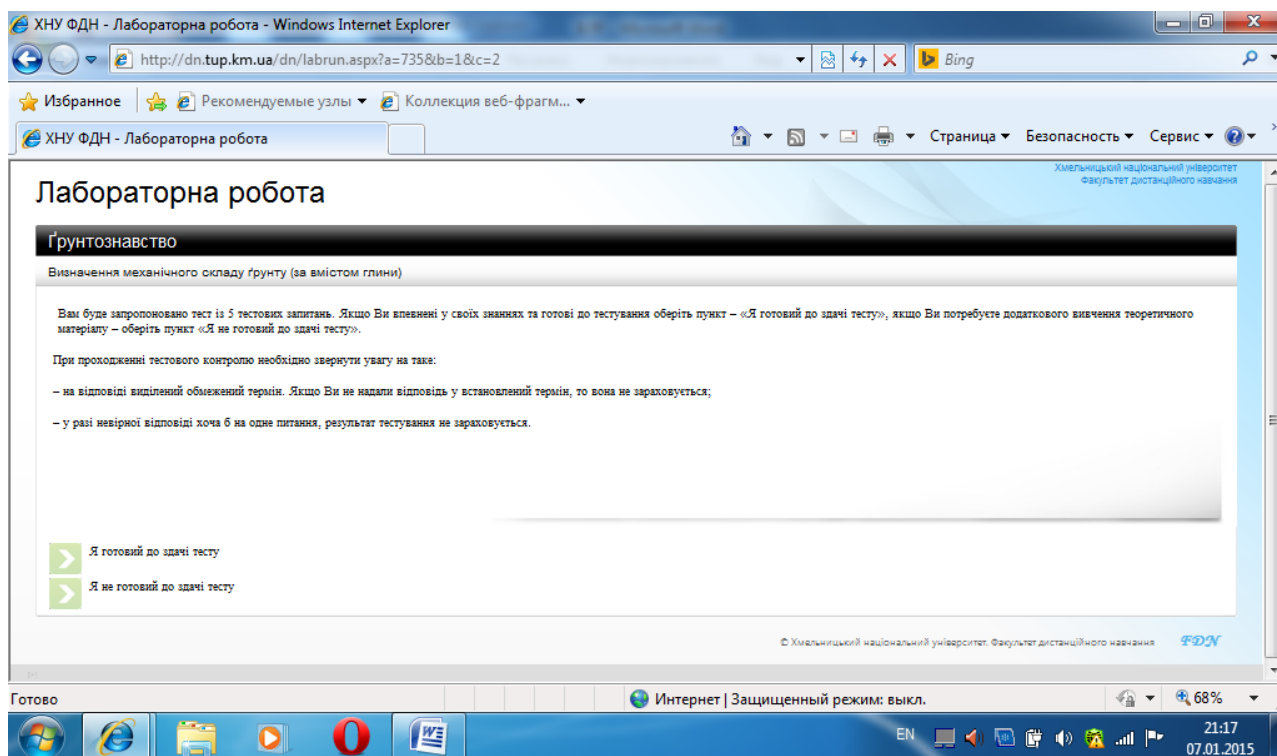 ХНУ ФДН - Лабораторна робота - Windows Internet Explorer
http://dn.tup.km.ua/dn/labrun.aspx?a=735&b=1&c=2
Bing
Избранное
Рекомендуемые узлы
Коллекция веб-фрагм...
ХНУ ФДН - Лабораторна робота
Страница
Безопасность
Сервис
Хмельницький національний університет
Факультет дистанційного навчання
Лабораторна робота
Ґрунтознавство
Визначення механічного складу ґрунту (за вмістом глини)
Вам буде запропоновано тест із 5 тестових запитань. Якщо Ви впевнені у своїх знаннях та готові до тестування оберіть пункт – «Я готовий до здачі тесту», якщо Ви потребуєте додаткового вивчення теоретичного
матеріалу – оберіть пункт «Я не готовий до здачі тесту».
При проходженні тестового контролю необхідно звернути увагу на таке:
– на відповіді виділений обмежений термін. Якщо Ви не надали відповідь у встановлений термін, то вона не зараховується;
– у разі невірної відповіді хоча б на одне питання, результат тестування не зараховується.
Я готовий до здачі тесту
Я не готовий до здачі тесту
© Хмельницький національний університет. Факультет дистанційного навчання
FDN
Готово
Интернет | Защищенный режим: выкл.
68%
EN
21:17
07.01.2015